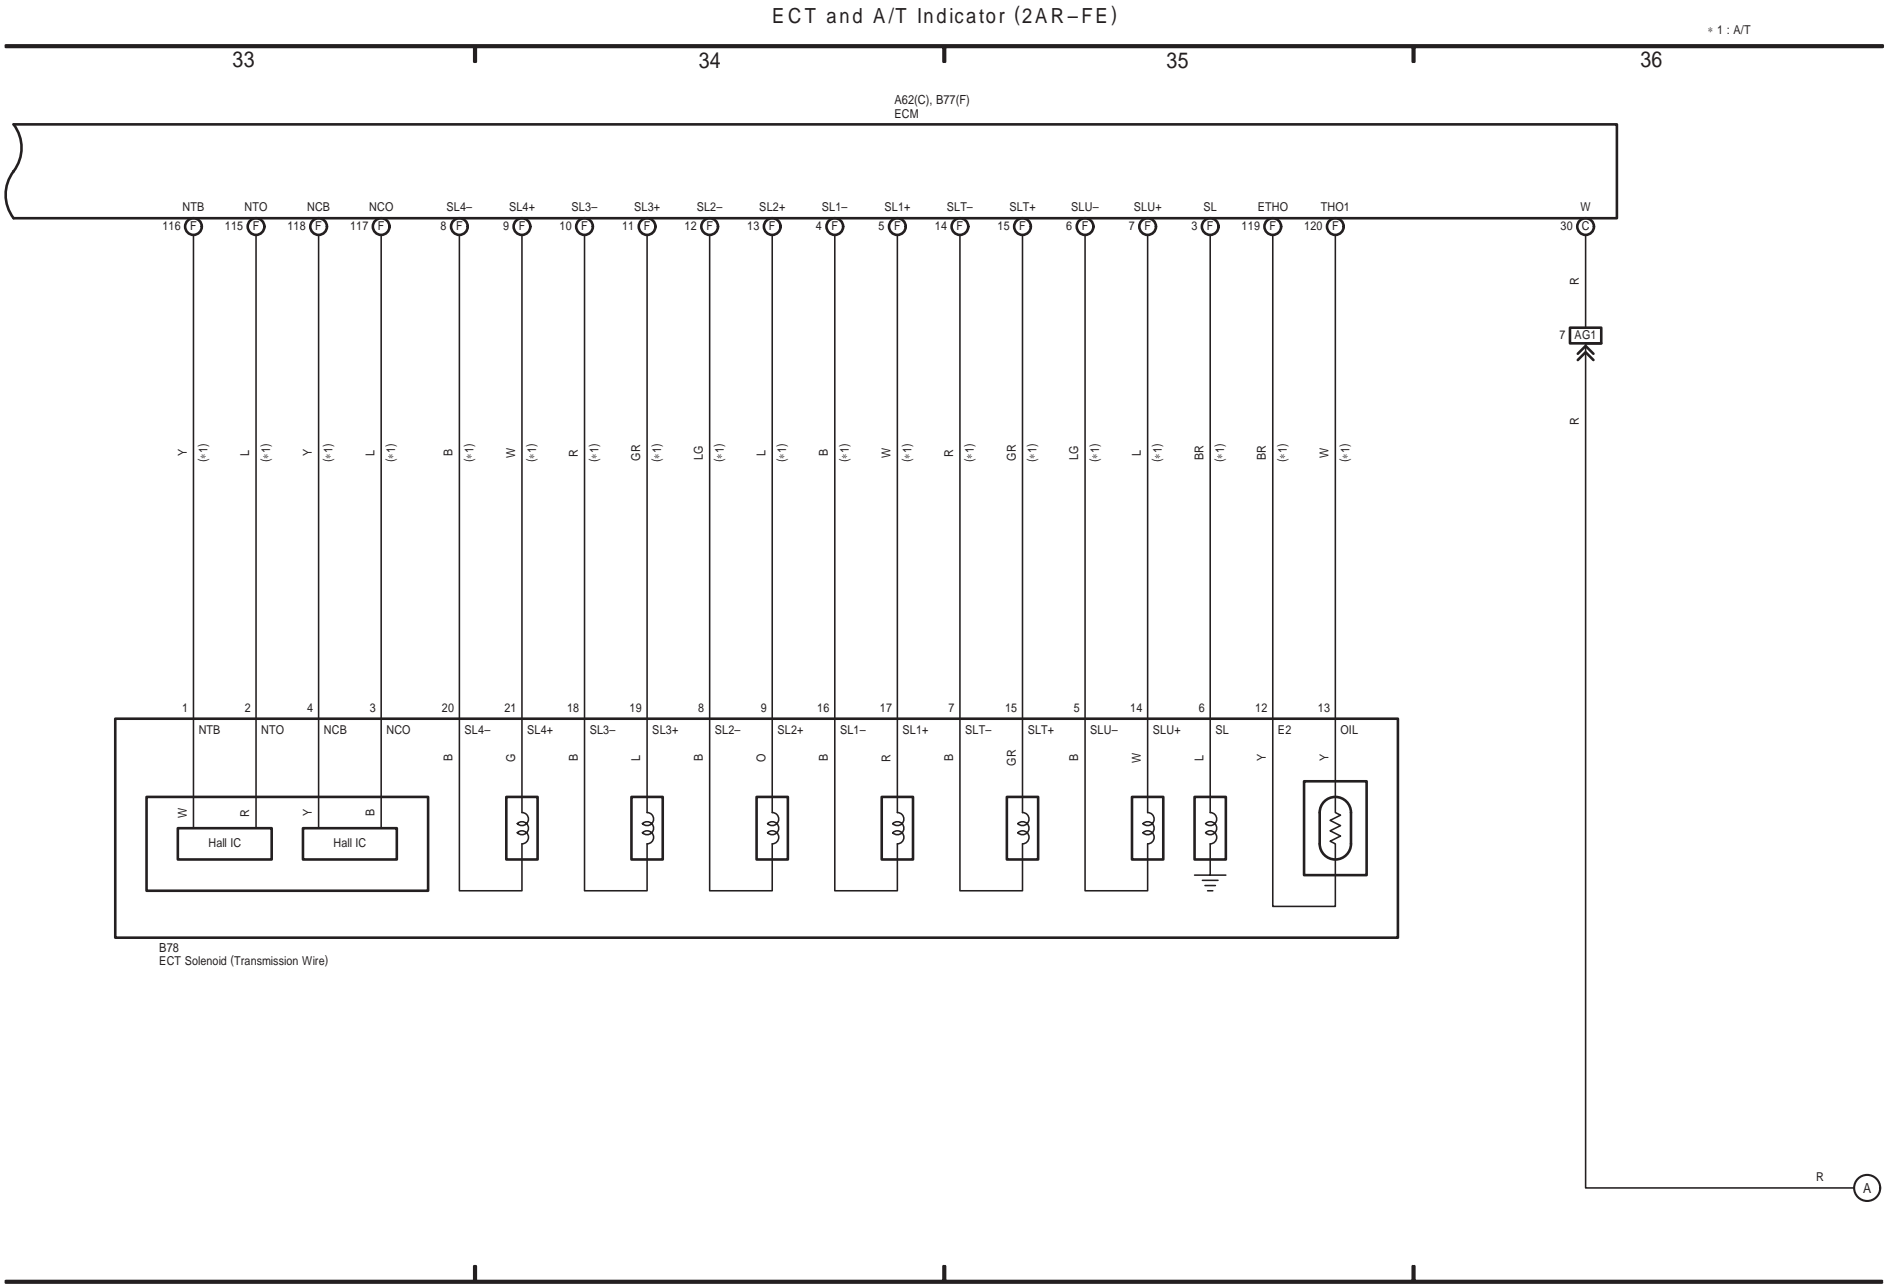 ECT and A/T Indicator (2AR–FE)
∗ 1 : A/T
33 34 35 36
A62(C), B77(F)
ECM
NTB NTO NCB NCO SL4– SL4+ SL3– SL3+ SL2– SL2+ SL1– SL1+ SLT– SLT+ SLU– SLU+ SL ETHO THO1 W
116 F 115 F 118 F 117 F 8 F 9 F 10 F 11 F 12 F 13 F 4 F 5 F 14 F 15 F 6 F 7 F 3 F 119 F 120 F 30 C
R
7 AG1
R
Y (∗1) L (∗1) Y (∗1) L (∗1) B (∗1) W (∗1) R (∗1) GR (∗1) LG (∗1) L (∗1) B (∗1) W (∗1) R (∗1) GR (∗1) LG (∗1) L (∗1) BR (∗1) BR (∗1) W (∗1)
1 2 4 3 20 21 18 19 8 9 16 17 7 15 5 14 6 12 13
NTB NTO NCB NCO SL4– SL4+ SL3– SL3+ SL2– SL2+ SL1– SL1+ SLT– SLT+ SLU– SLU+ SL E2 OIL
B G B L B O B R B GR B W L Y Y
W R Y B
Hall IC Hall IC
B78
ECT Solenoid (Transmission Wire)
R
A